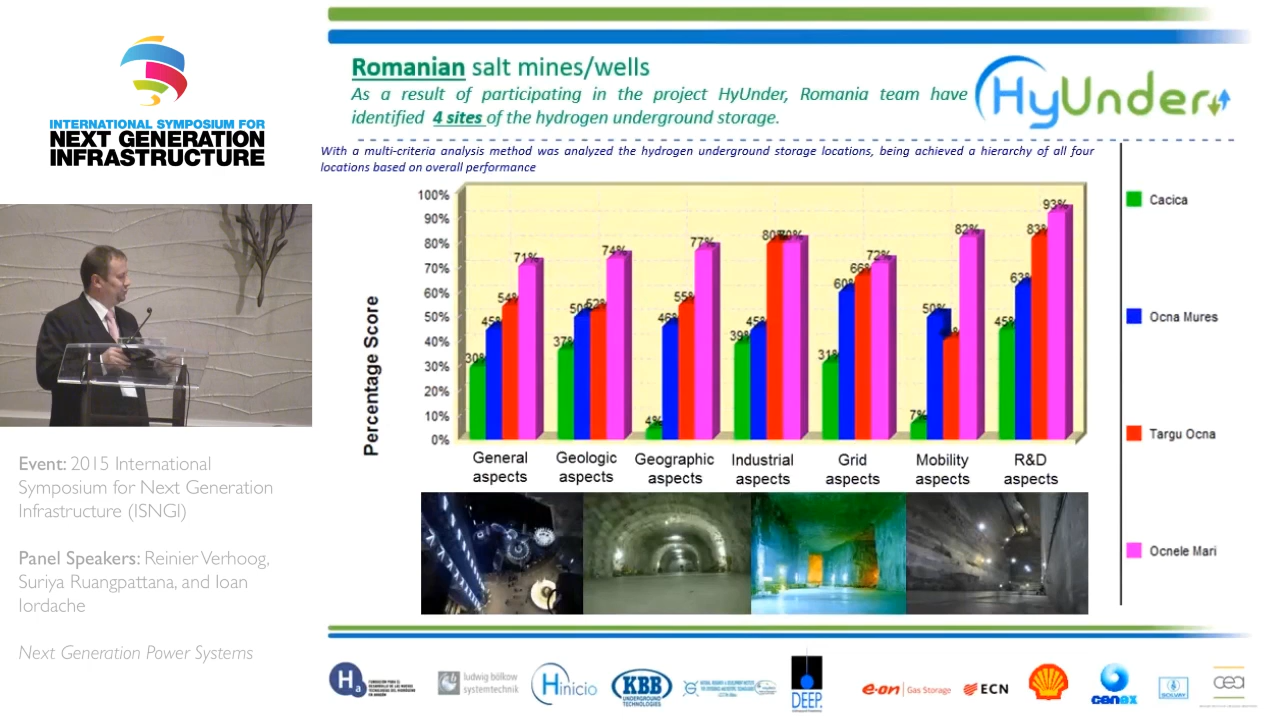 INTERNATIONAL SYMPOSIUM FOR
NEXT GENERATION
INFRASTRUCTURE
Event: 2015 International
Symposium for Next Generation
Infrastructure (ISNGI)
Panel Speakers: Reinier Verhoog,
Suriya Ruangpattana, and Ioan
Iordache
Next Generation Power Systems
Romanian salt mines/wells
As a result of participating in the project HyUnder, Romania team have
identified 4 sites of the hydrogen underground storage.
HyUnder
With a multi-criteria analysis method was analyzed the hydrogen underground storage locations, being achieved a hierarchy of all four
locations based on overall performance
Percentage Score
100%
90%
80%
70%
60%
50%
40%
30%
20%
10%
0%
30%
45%
54%
71%
37%
50%
52%
74%
4%
46%
55%
77%
39%
45%
80%
80%
31%
60%
66%
72%
7%
50%
82%
45%
63%
83%
93%
General
aspects
Geologic
aspects
Geographic
aspects
Industrial
aspects
Grid
aspects
Mobility
aspects
R&D
aspects
Cacica
Ocna Mures
Targu Ocna
Ocnele Mari
Ha
ludwig bölkow
systemtechnik
Hinicio
KBB
UNDERGROUND
TECHNOLOGIES
DEEP.
e·on Gas Storage
ECN
Shell
cenex
SOLVAY
cea